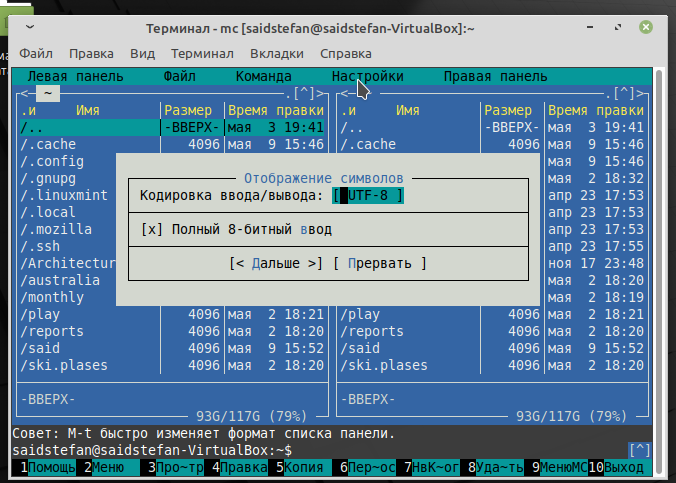 Терминал - mc [saidstefan@saidstefan-VirtualBox]:~
Файл Правка Вид Терминал Вкладки Справка
Левая панель Файл Команда Настройки Правая панель
<─ ~ ─.[^]> <─ ─.[^]>
.и Имя Размер Время правки .и Имя Размер Время правки
/.. -ВВЕРХ- мая 3 19:41 /.. -ВВЕРХ- мая 3 19:41
/.cache 4096 мая 9 15:46 /.cache 4096 мая 9 15:46
/.config мая 9 15:46
/.gnupg Отображение символов мая 2 18:32
/.linuxmint Кодировка ввода/вывода: [ UTF-8 ] апр 23 17:53
/.local апр 23 17:53
/.mozilla [x] Полный 8-битный ввод апр 23 17:55
/.ssh апр 23 17:55
/Architectur [< Дальше >] [ Прервать ] ноя 17 23:48
/australia мая 2 18:20
/monthly мая 2 18:19
/play 4096 мая 2 18:21 /play 4096 мая 2 18:21
/reports 4096 мая 2 18:20 /reports 4096 мая 2 18:20
/said 4096 мая 9 15:52 /said 4096 мая 9 15:52
/ski.plases 4096 мая 2 18:20 /ski.plases 4096 мая 2 18:20
-ВВЕРХ- -ВВЕРХ-
93G/117G (79%) 93G/117G (79%)
Совет: M-t быстро изменяет формат списка панели.
saidstefan@saidstefan-VirtualBox:~$ [^]
1Помощь 2Меню 3Про~тр 4Правка 5Копия 6Пер~ос 7НвК~ог 8Уда~ть 9МенюMC 10Выход